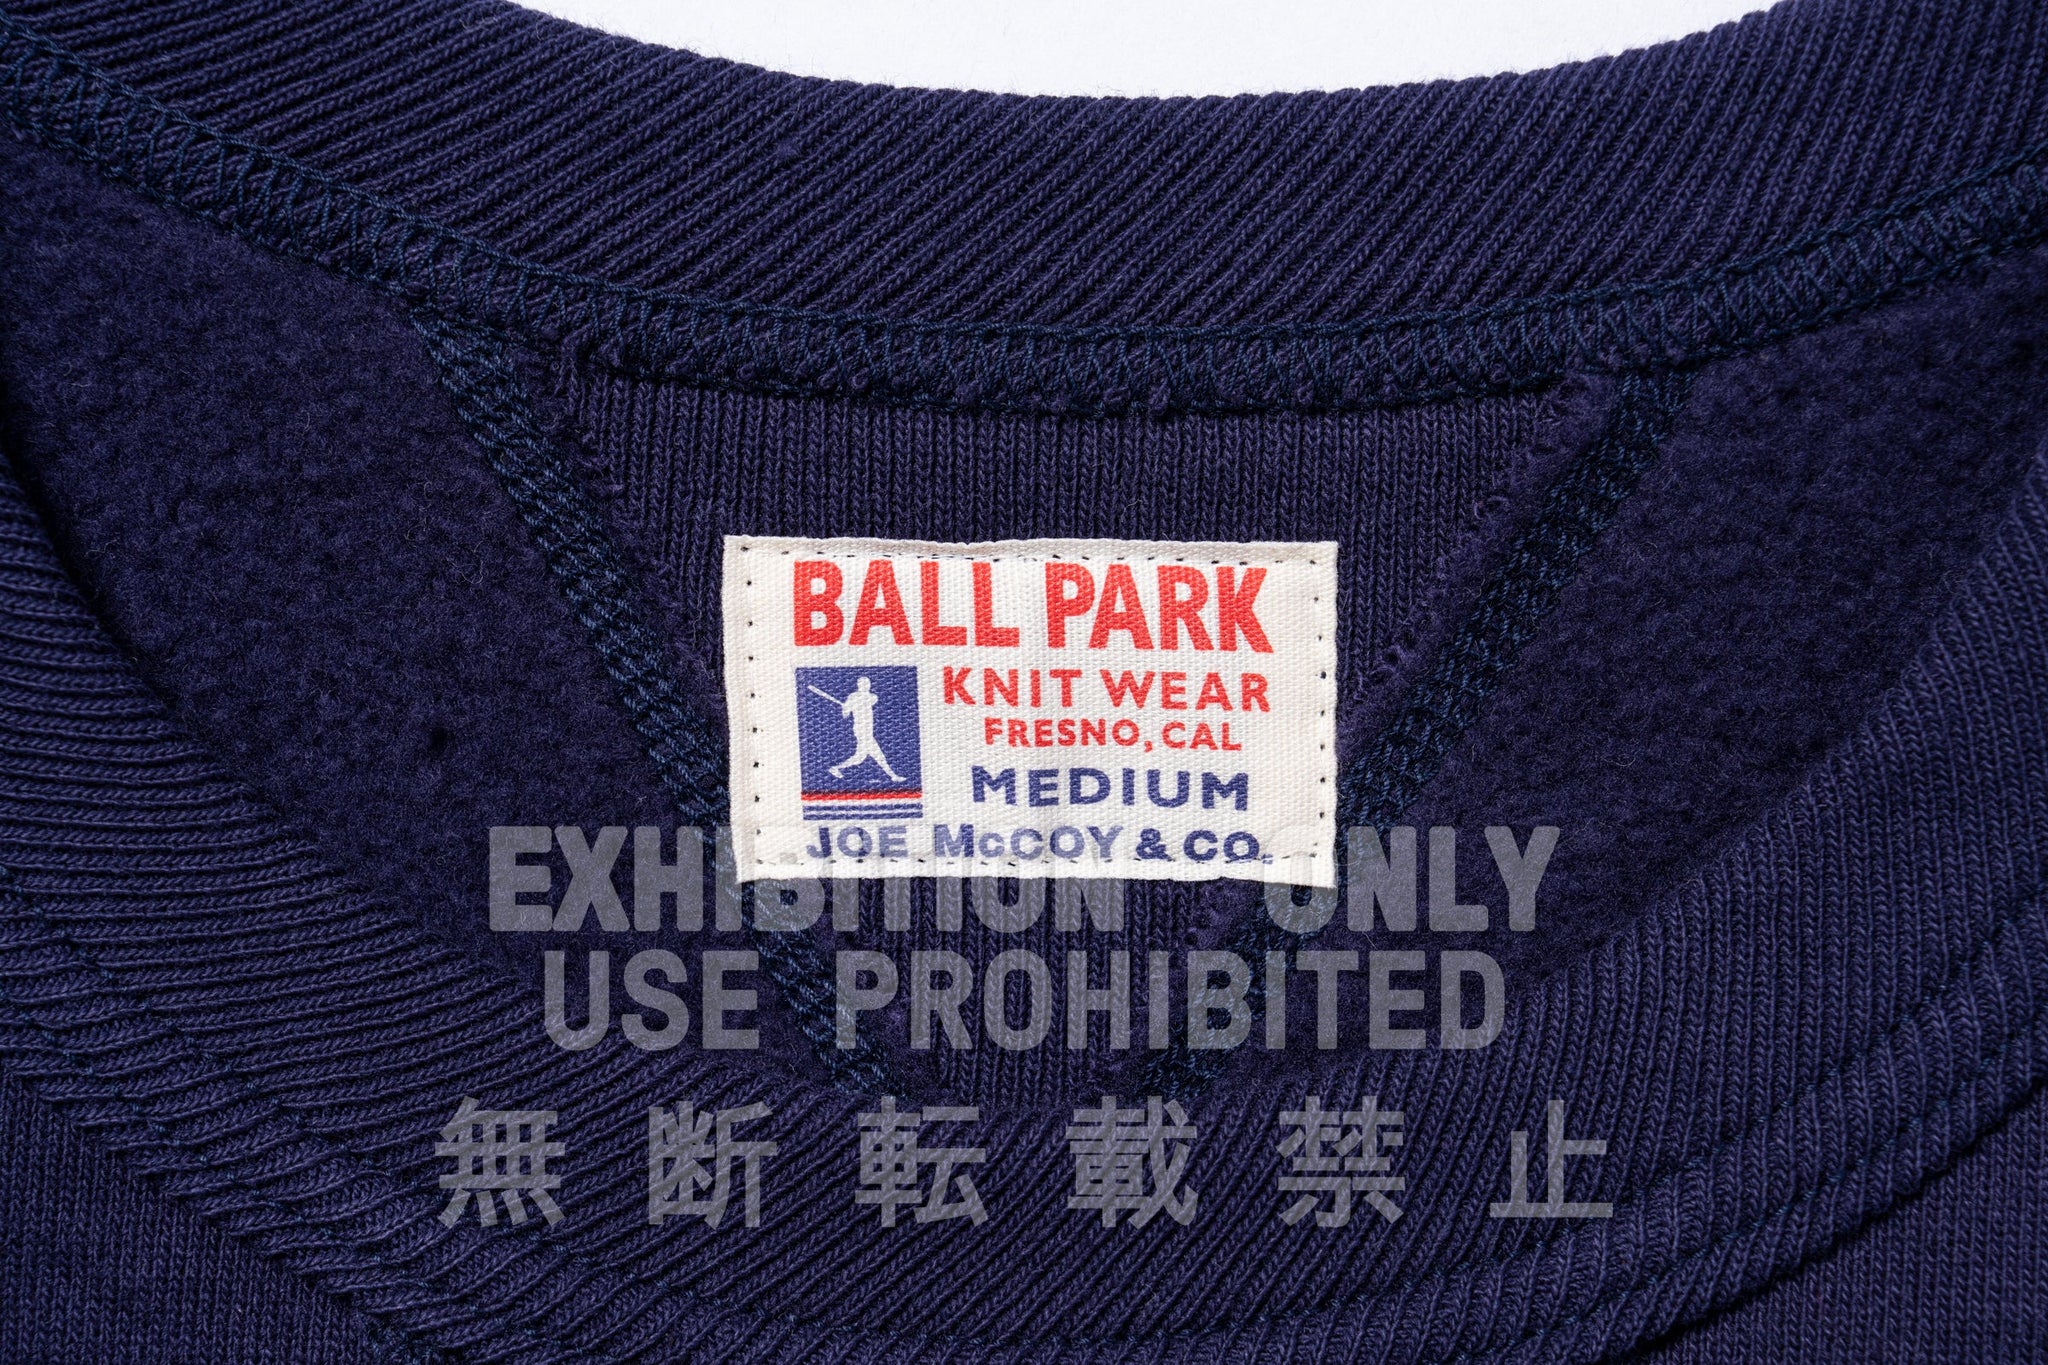 BALL PARK
KNIT WEAR
FRESNO, CAL
MEDIUM
JOE McCOY & CO.
EXHIBITION ONLY
USE PROHIBITED
無断転載禁止